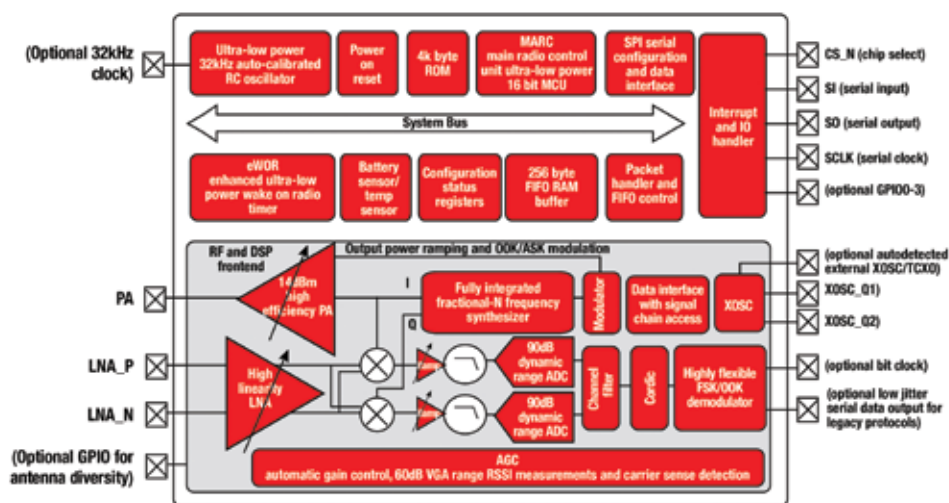 (Optional 32kHz
clock)
Ultra-low power
32kHz auto-calibrated
RC oscillator
Power
on
reset
4k byte
ROM
MARC
main radio control
unit ultra-low power
16 bit MCU
SPI serial
configuration
and data
interface
System Bus
Interrupt
and IO
handler
CS_N (chip select)
SI (serial input)
SO (serial output)
SCLK (serial clock)
(optional GPIO0-3)
eWOR
enhanced ultra-low
power wake on radio
timer
Battery
sensor/
temp
sensor
Configuration
status
registers
256 byte
FIFO RAM
buffer
Packet
handler and
FIFO control
RF and DSP
frontend
Output power ramping and OOK/ASK modulation
PA
14dBm
high
efficiency PA
I
Q
Fully integrated
fractional-N frequency
synthesizer
Modulator
Data interface
with signal
chain access
XOSC
(optional autodetected
external XOSC/TCXO)
XOSC_Q1)
XOSC_Q2)
LNA_P
LNA_N
High
linearity
LNA
90dB
dynamic
range ADC
90dB
dynamic
range ADC
Channel
filter
Cordic
Highly flexible
FSK/OOK
demodulator
(optional bit clock)
(optional low jitter
serial data output for
legacy protocols)
(Optional GPIO for
antenna diversity)
AGC
automatic gain control, 60dB VGA range RSSI measurements and carrier sense detection